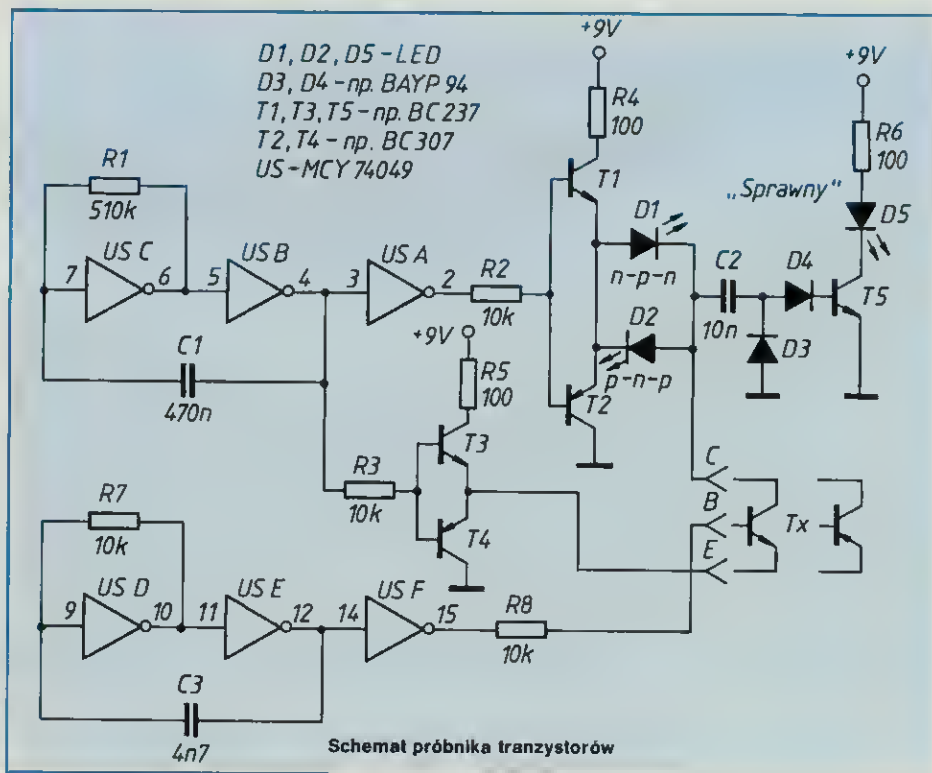 D1, D2, D5 – LED
D3, D4 – np. BAYP 94
T1, T3, T5 – np. BC 237
T2, T4 – np. BC 307
US – MCY 74049
+9V
R4
100
+9V
R6
100
„Sprawny”
D5
T5
R1
510k
US C
7
6
US B
5
4
US A
3
2
R2
10k
C1
470n
T1
D1
n-p-n
D2
p-n-p
T2
C2
10n
D4
D3
+9V
R5
100
T3
R3
10k
T4
C
B
E
Tx
R7
10k
US D
9
10
US E
11
12
US F
14
15
R8
10k
C3
4n7
Schemat próbnika tranzystorów